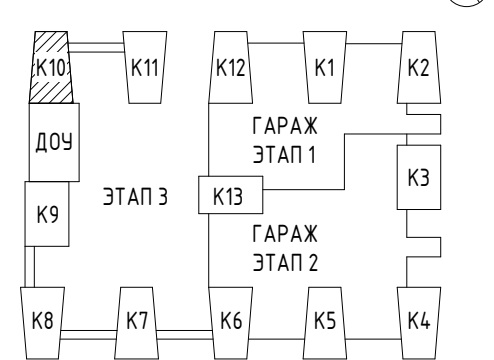 К10 К11 К12 К1 К2
ГАРАЖ
ЭТАП 1
ДОУ
К3
ЭТАП 3 К13
К9
ГАРАЖ
ЭТАП 2
К8 К7 К6 К5 К4